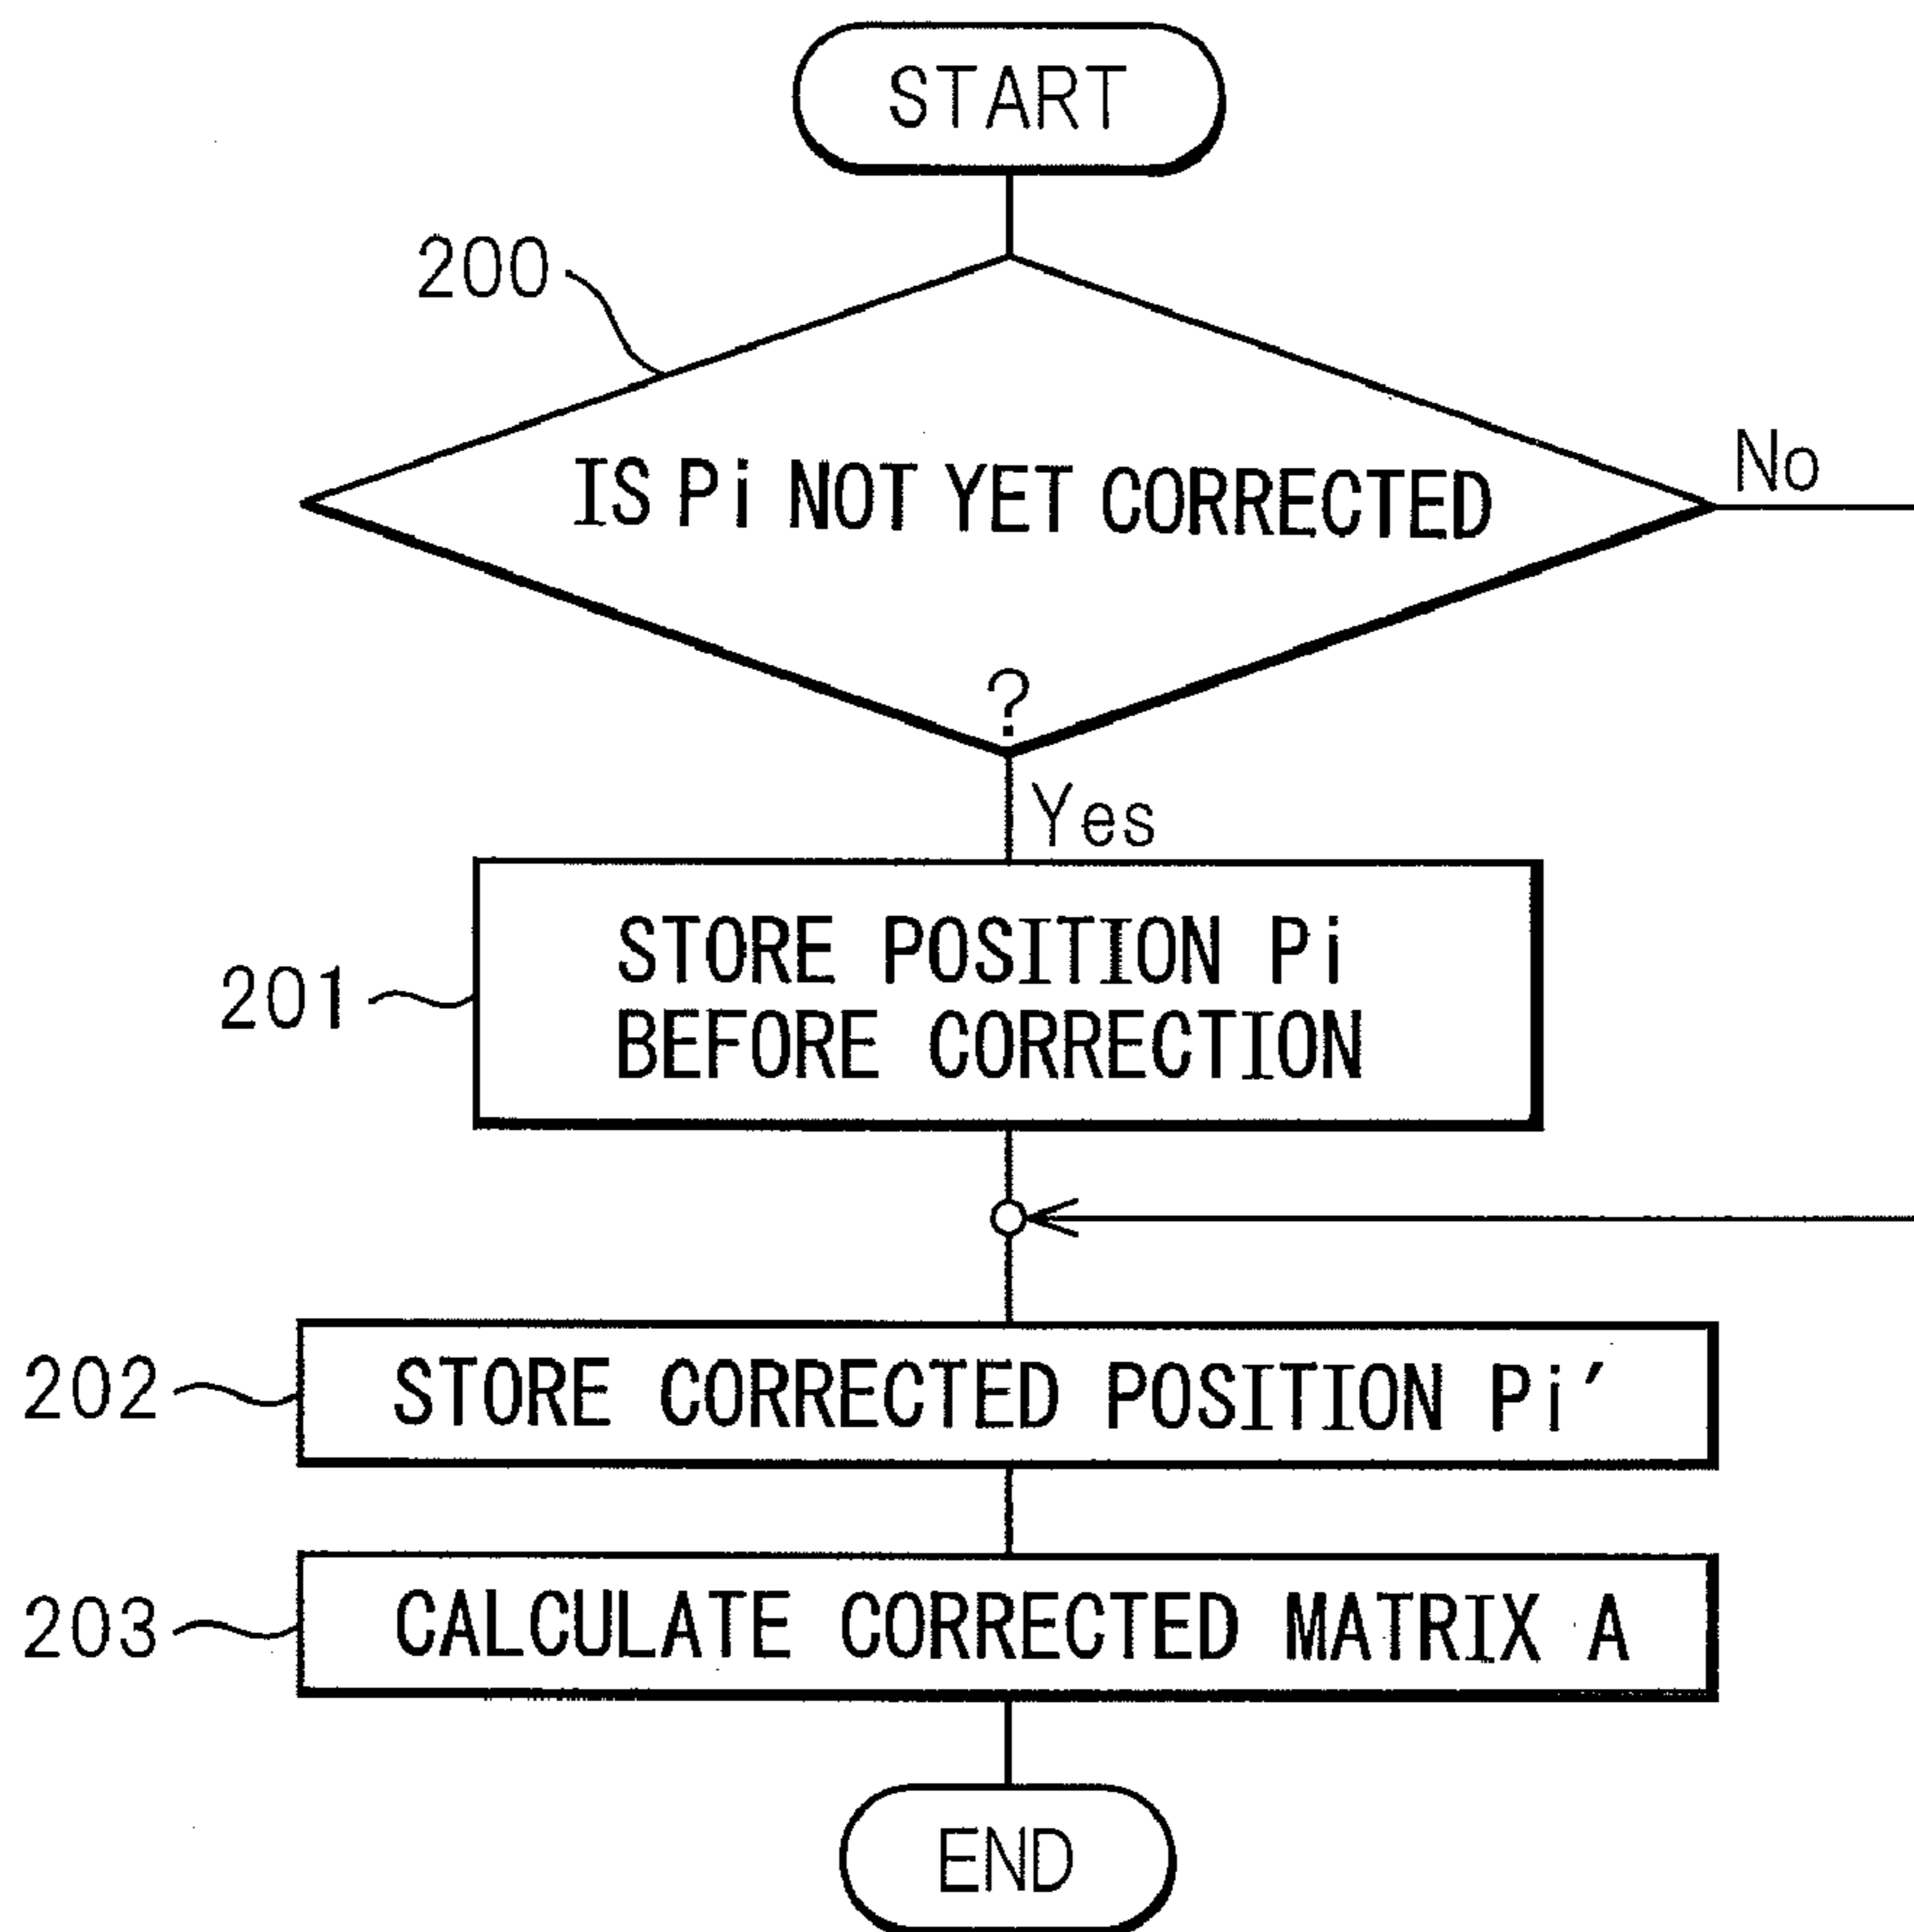 START
200
IS Pi NOT YET CORRECTED
No
?
Yes
STORE POSITION Pi
BEFORE CORRECTION
201
202
STORE CORRECTED POSITION Pi'
203
CALCULATE CORRECTED MATRIX A
END